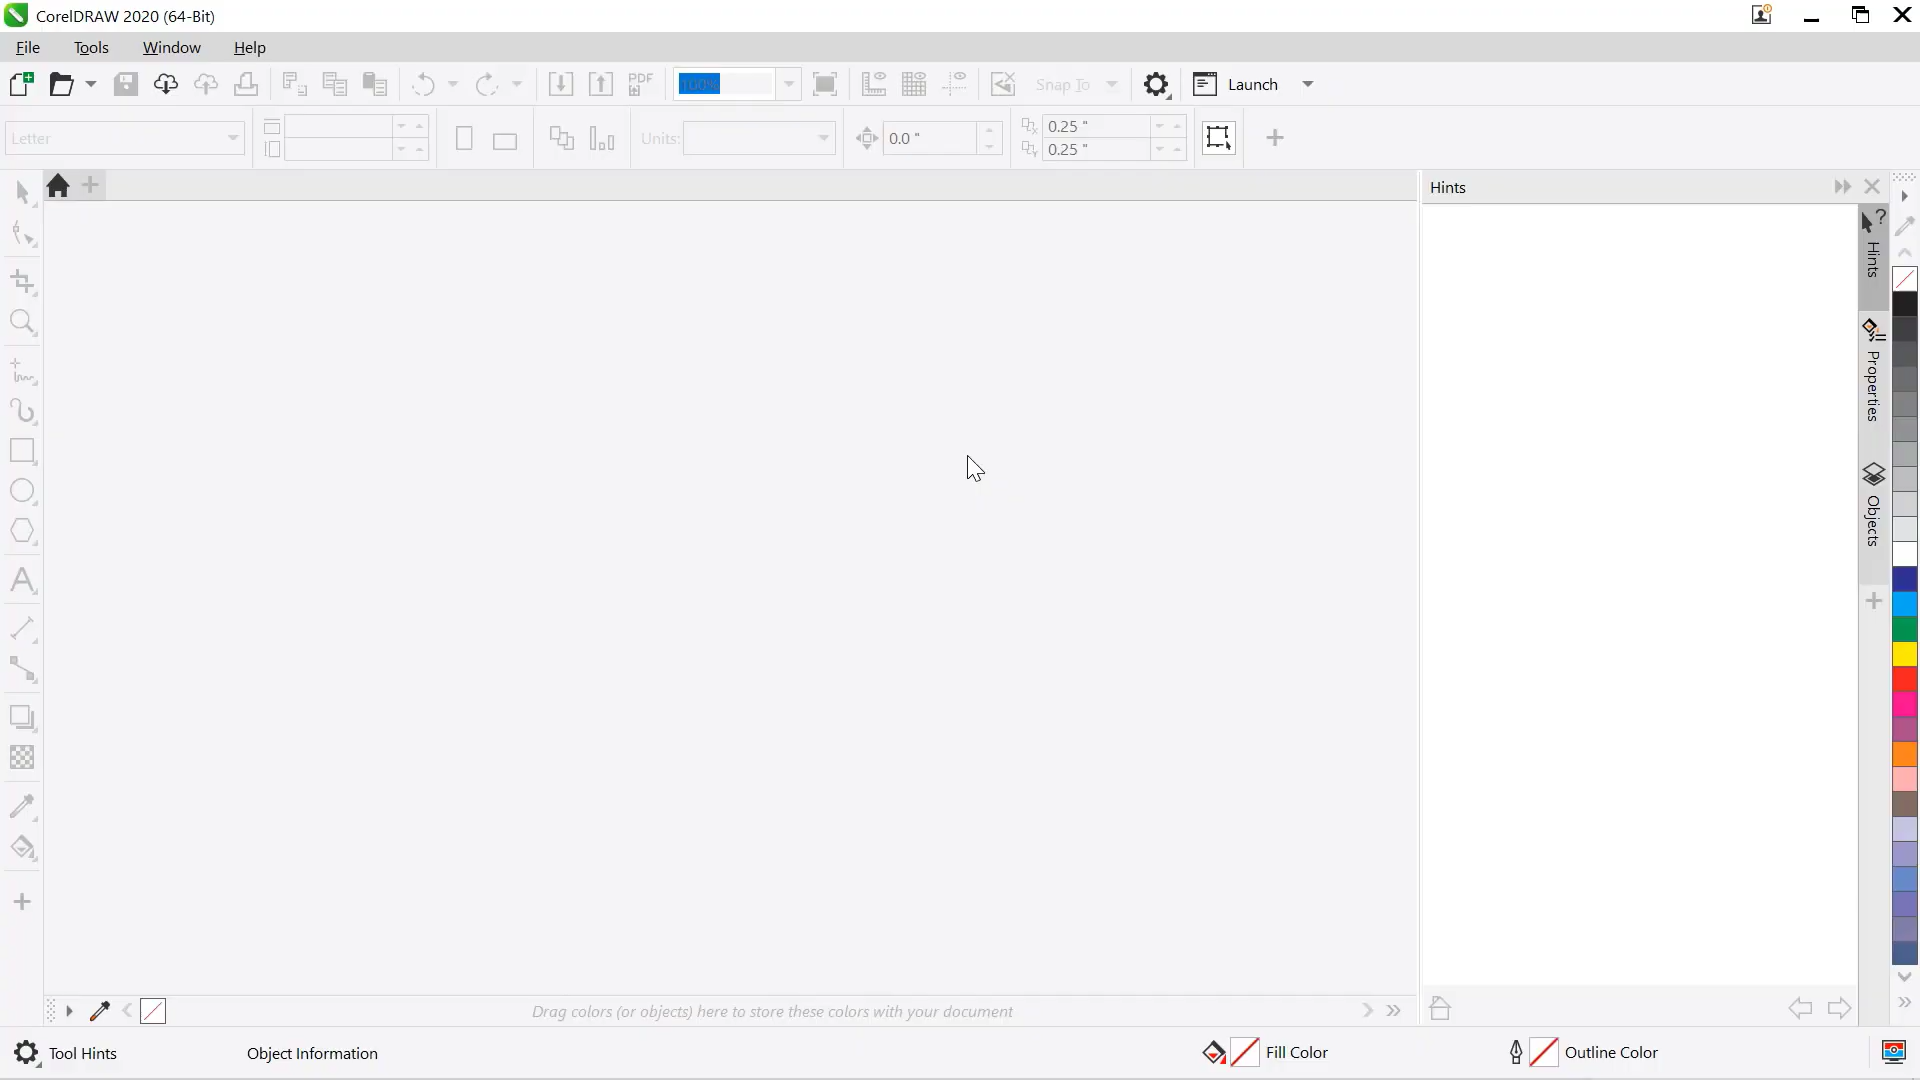 CorelDRAW 2020 (64-Bit)
File Tools Window Help
PDF 100% Snap To Launch
Letter Units: 0.0 " 0.25 "
0.25 "
Hints
Hints
Properties
Objects
Drag colors (or objects) here to store these colors with your document
Tool Hints Object Information Fill Color Outline Color